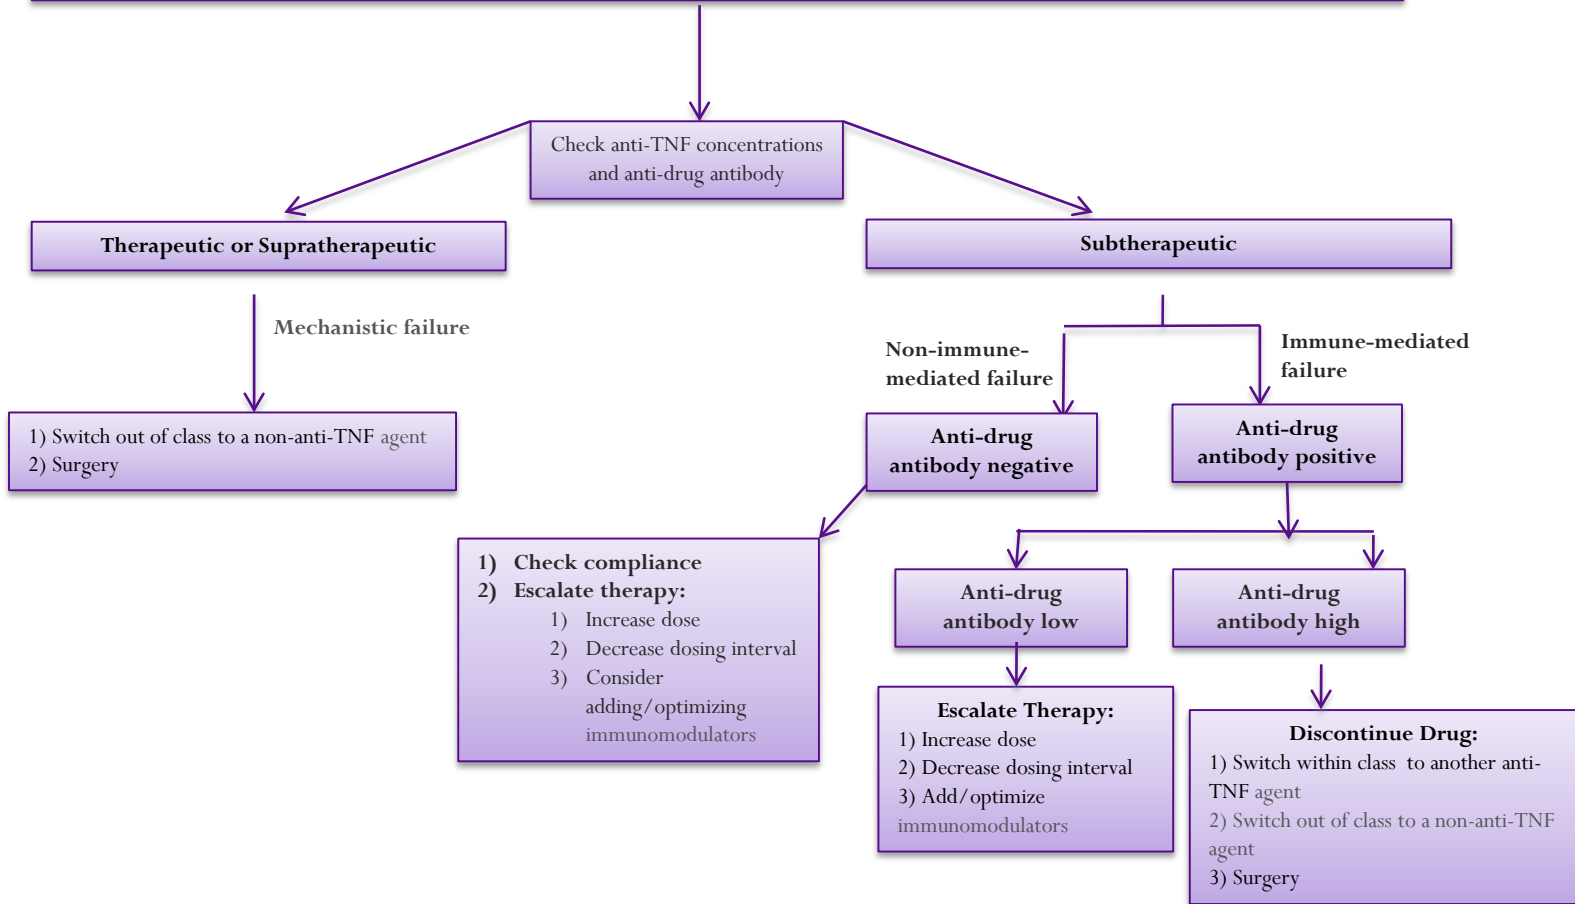 Check anti-TNF concentrations
and anti-drug antibody
Therapeutic or Supratherapeutic
Subtherapeutic
Mechanistic failure
Non-immune-
mediated failure
Immune-mediated
failure
1) Switch out of class to a non-anti-TNF agent
2) Surgery
Anti-drug
antibody negative
Anti-drug
antibody positive
1) Check compliance
2) Escalate therapy:
1) Increase dose
2) Decrease dosing interval
3) Consider
adding/optimizing
immunomodulators
Anti-drug
antibody low
Anti-drug
antibody high
Escalate Therapy:
1) Increase dose
2) Decrease dosing interval
3) Add/optimize
immunomodulators
Discontinue Drug:
1) Switch within class to another anti-
TNF agent
2) Switch out of class to a non-anti-TNF
agent
3) Surgery